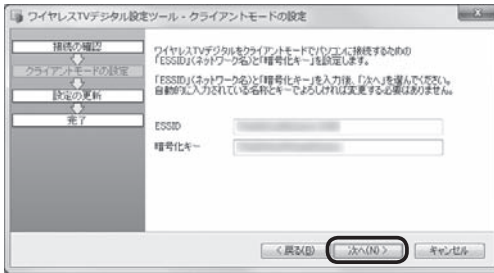 ワイヤレスTVデジタル設定ツール - クライアントモードの設定
接続の確認
クライアントモードの設定
設定の更新
完了
ワイヤレスTVデジタルをクライアントモードでパソコンに接続するための
「ESSID」(ネットワーク名)と「暗号化キー」を設定します。
「ESSID」(ネットワーク名)と「暗号化キー」を入力後、「次へ」を選んでください。
自動的に入力されている名称とキーでよろしければ変更する必要はありません。
ESSID
暗号化キー
< 戻る(B)
次へ(N) >
キャンセル